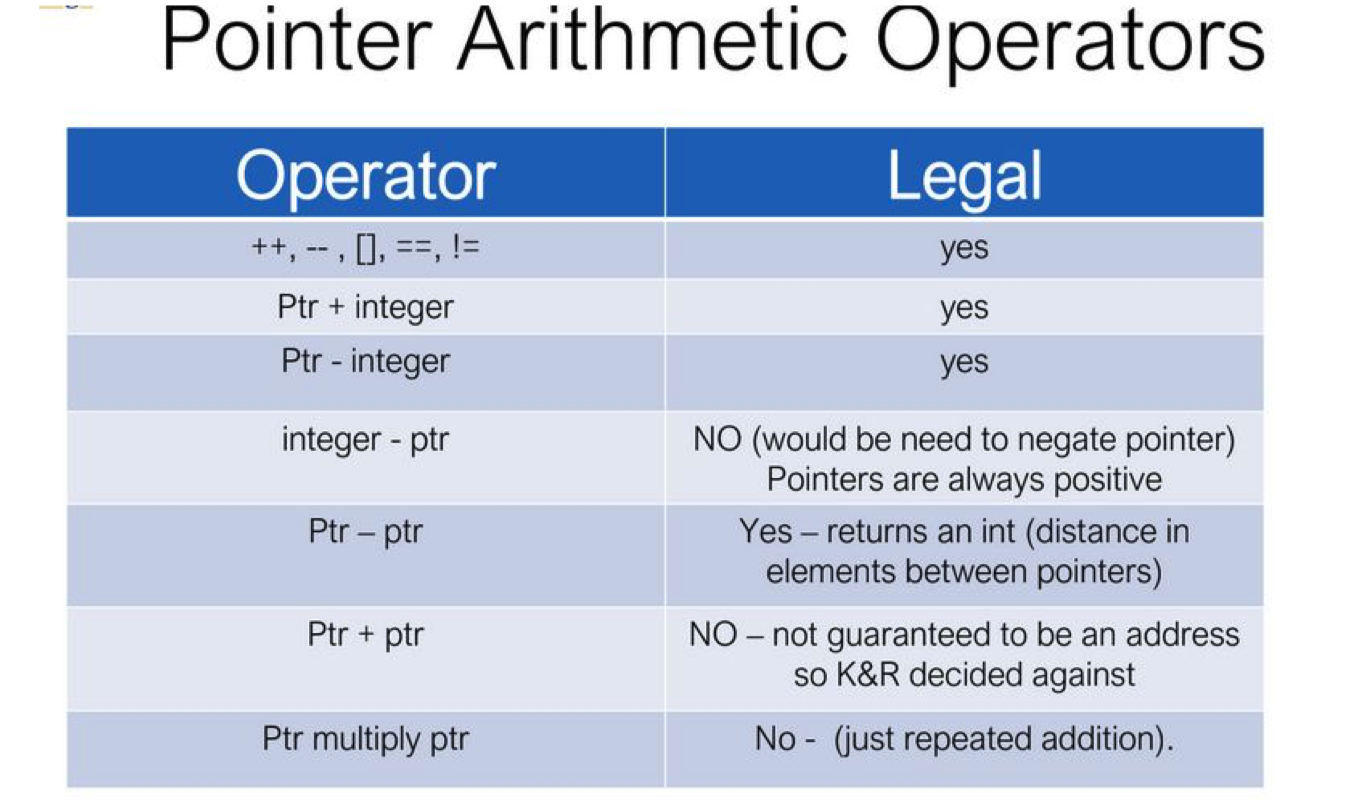 Pointer Arithmetic Operators
Operator Legal
++, -- , [], ==, != yes
Ptr + integer yes
Ptr - integer yes
integer - ptr NO (would be need to negate pointer)
Pointers are always positive
Ptr – ptr Yes – returns an int (distance in
elements between pointers)
Ptr + ptr NO – not guaranteed to be an address
so K&R decided against
Ptr multiply ptr No - (just repeated addition).